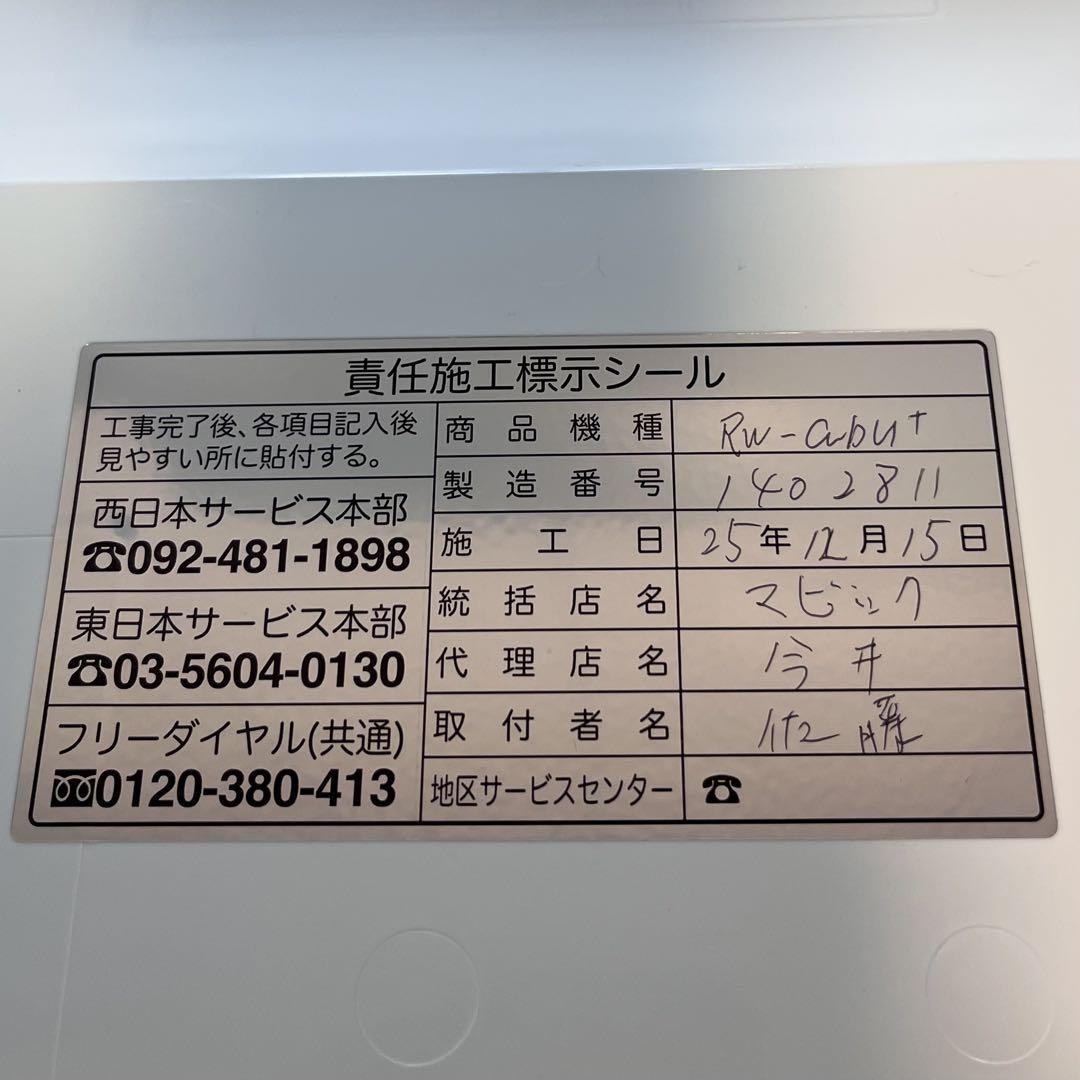 責任施工標示シール
工事完了後、各項目記入後
見やすい所に貼付する。
西日本サービス本部
☎092-481-1898
東日本サービス本部
☎03-5604-0130
フリーダイヤル(共通)
0120-380-413
商品機種
製造番号 1402811
施工日 25年12月15日
統括店名 マビック
代理店名 今井
取付者名 佐藤
地区サービスセンター ☎